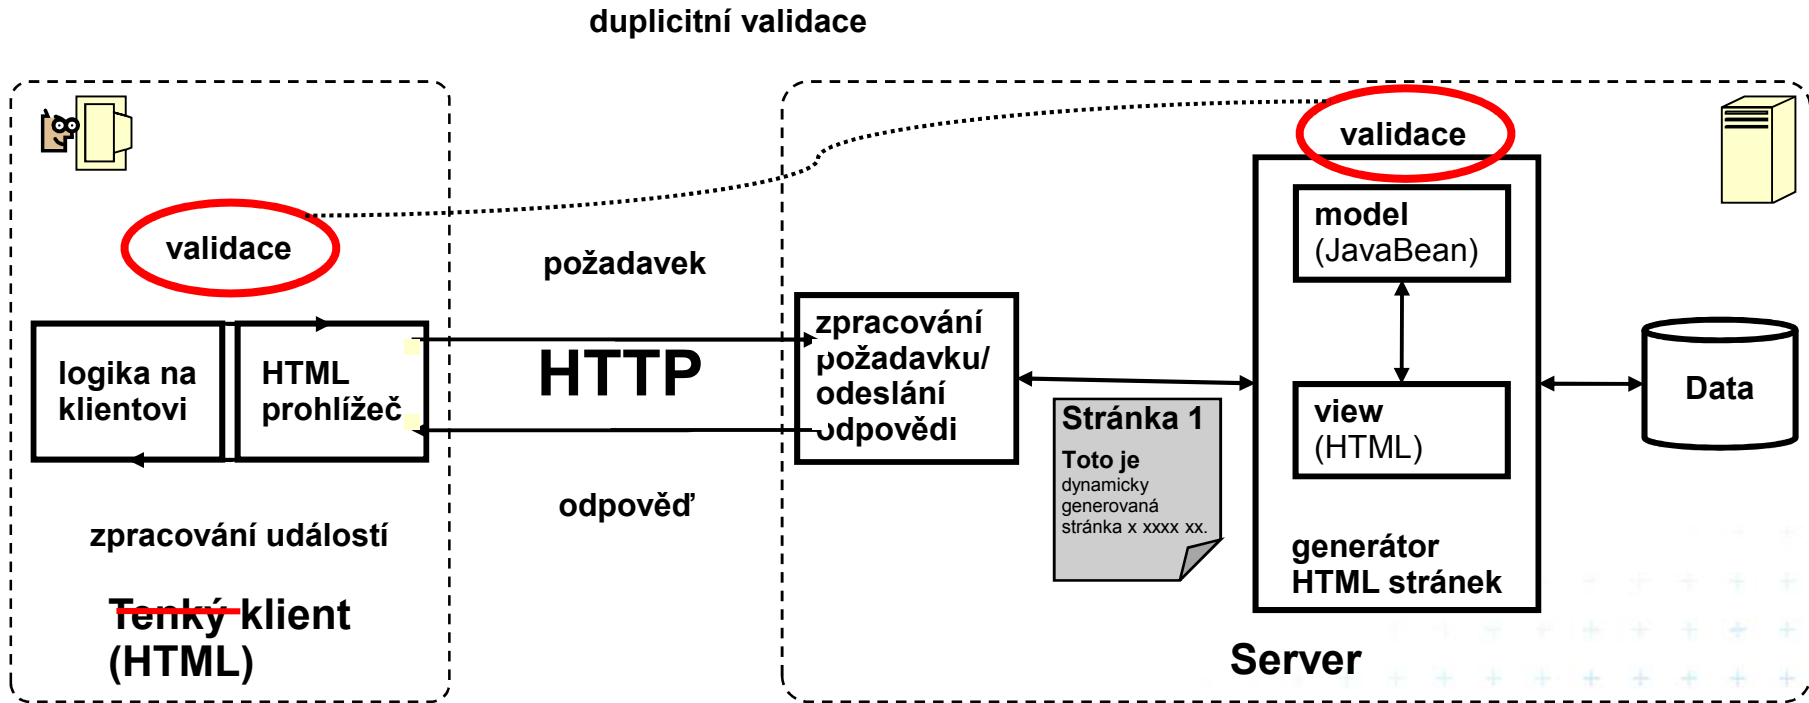 duplicitní validace
validace
validace
model
(JavaBean)
požadavek
logika na
klientovi
HTML
prohlížeč
HTTP
zpracování
požadavku/
odeslání
odpovědi
Stránka 1
Toto je
dynamicky
generovaná
stránka x xxxx xx.
view
(HTML)
Data
odpověď
zpracování událostí
generátor
HTML stránek
Tenký klient
(HTML)
Server